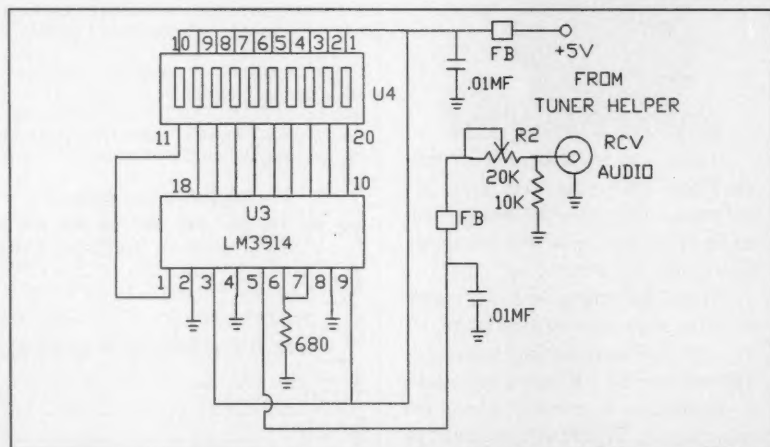 10 9 8 7 6 5 4 3 2 1
FB
+5V
.01MF
U4
FROM
TUNER HELPER
11
20
R2
RCV
AUDIO
20K
10K
18
10
U3
LM3914
FB
1 2 3 4 5 6 7 8 9
.01MF
680